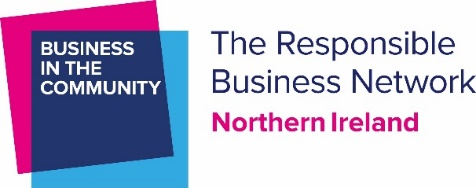 BUSINESS
IN THE
COMMUNITY
The Responsible
Business Network
Northern Ireland